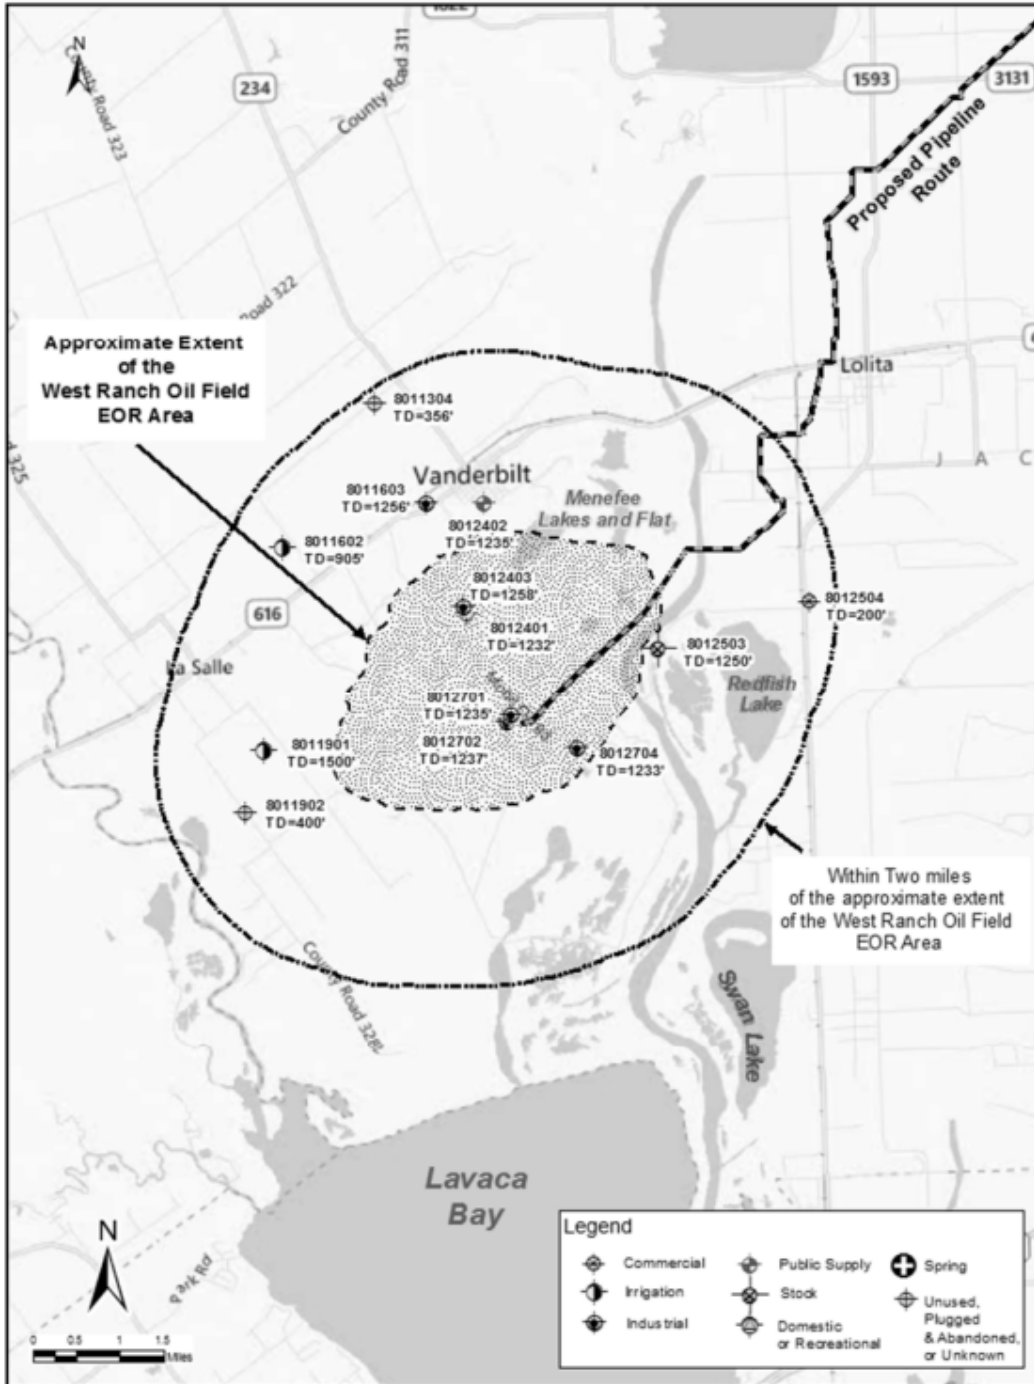 1822
N
County Road 323
234
County Road 311
1593
3131
Proposed Pipeline
Route
Road 322
Approximate Extent
of the
West Ranch Oil Field
EOR Area
Lolita
8011304
TD=356'
325
J A C
Vanderbilt
8011603
TD=1256'
Menefee
Lakes and Flat
8012402
TD=1235'
8011602
TD=905'
8012403
TD=1258'
8012504
TD=200'
616
8012401
TD=1232'
8012503
TD=1250'
La Salle
Redfish
Lake
8012701
TD=1235'
8011901
TD=1500'
8012702
TD=1237'
8012704
TD=1233'
8011902
TD=400'
Within Two miles
of the approximate extent
of the West Ranch Oil Field
EOR Area
County Road 328
Swan Lake
Lavaca
Bay
N
Park Rd
0 0.5 1 1.5
Miles
Legend
Commercial
Irrigation
Industrial
Public Supply
Stock
Domestic
or Recreational
Spring
Unused,
Plugged
& Abandoned,
or Unknown